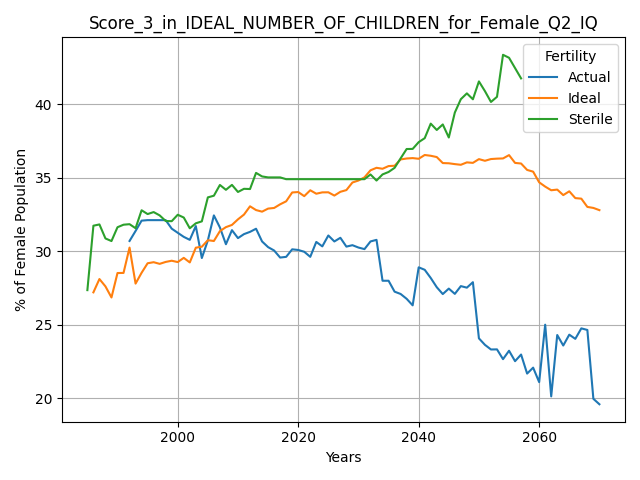 Score_3_in_IDEAL_NUMBER_OF_CHILDREN_for_Female_Q2_IQ
Fertility
Actual
Ideal
Sterile
% of Female Population
40
35
30
25
20
2000
2020
2040
2060
Years